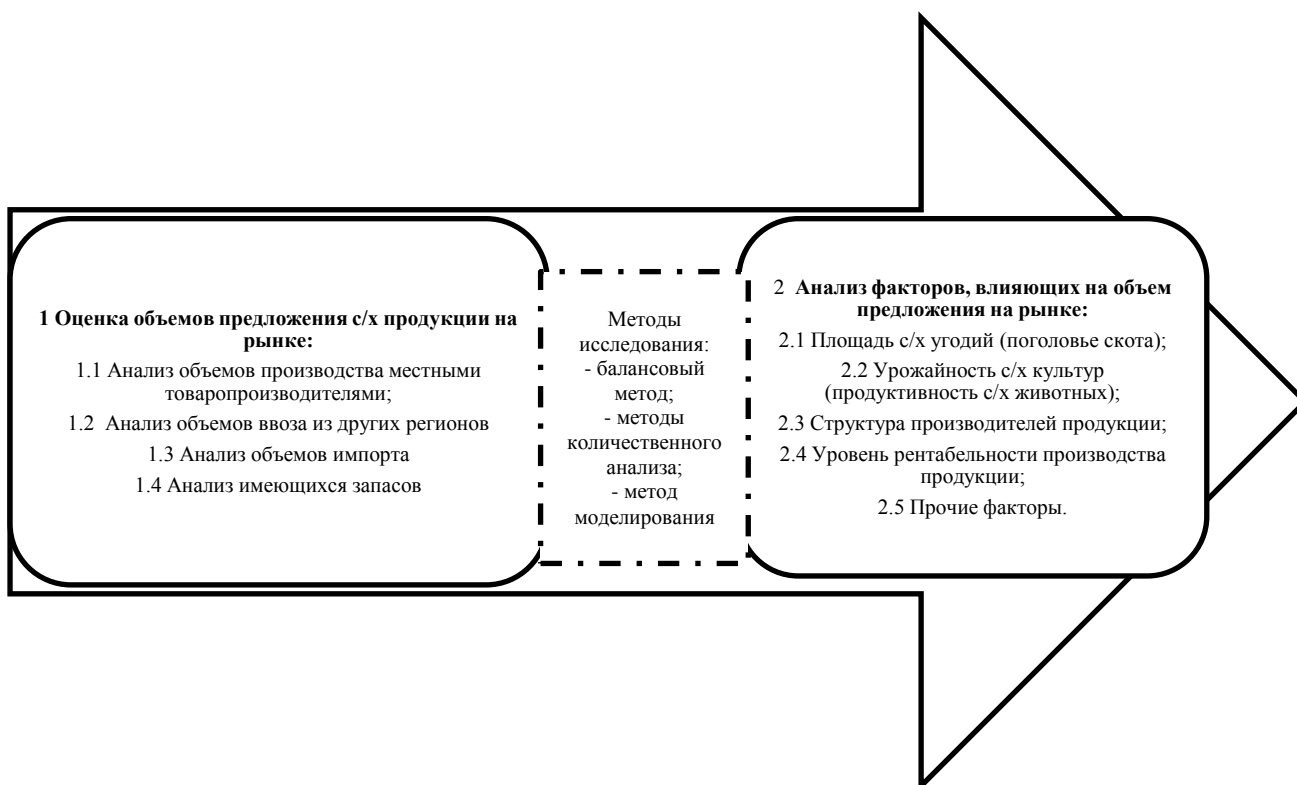 1 Оценка объемов предложения с/х продукции на
рынке:
1.1 Анализ объемов производства местными
товаропроизводителями;
1.2 Анализ объемов ввоза из других регионов
1.3 Анализ объемов импорта
1.4 Анализ имеющихся запасов
Методы
исследования:
- балансовый
метод;
- методы
количественного
анализа;
- метод
моделирования
2 Анализ факторов, влияющих на объем
предложения на рынке:
2.1 Площадь с/х угодий (поголовье скота);
2.2 Урожайность с/х культур
(продуктивность с/х животных);
2.3 Структура производителей продукции;
2.4 Уровень рентабельности производства
продукции;
2.5 Прочие факторы.